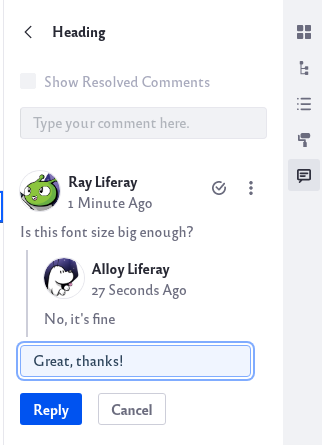 Heading
Show Resolved Comments
Type your comment here.
Ray Liferay
1 Minute Ago
Is this font size big enough?
Alloy Liferay
27 Seconds Ago
No, it's fine
Great, thanks!
Reply
Cancel